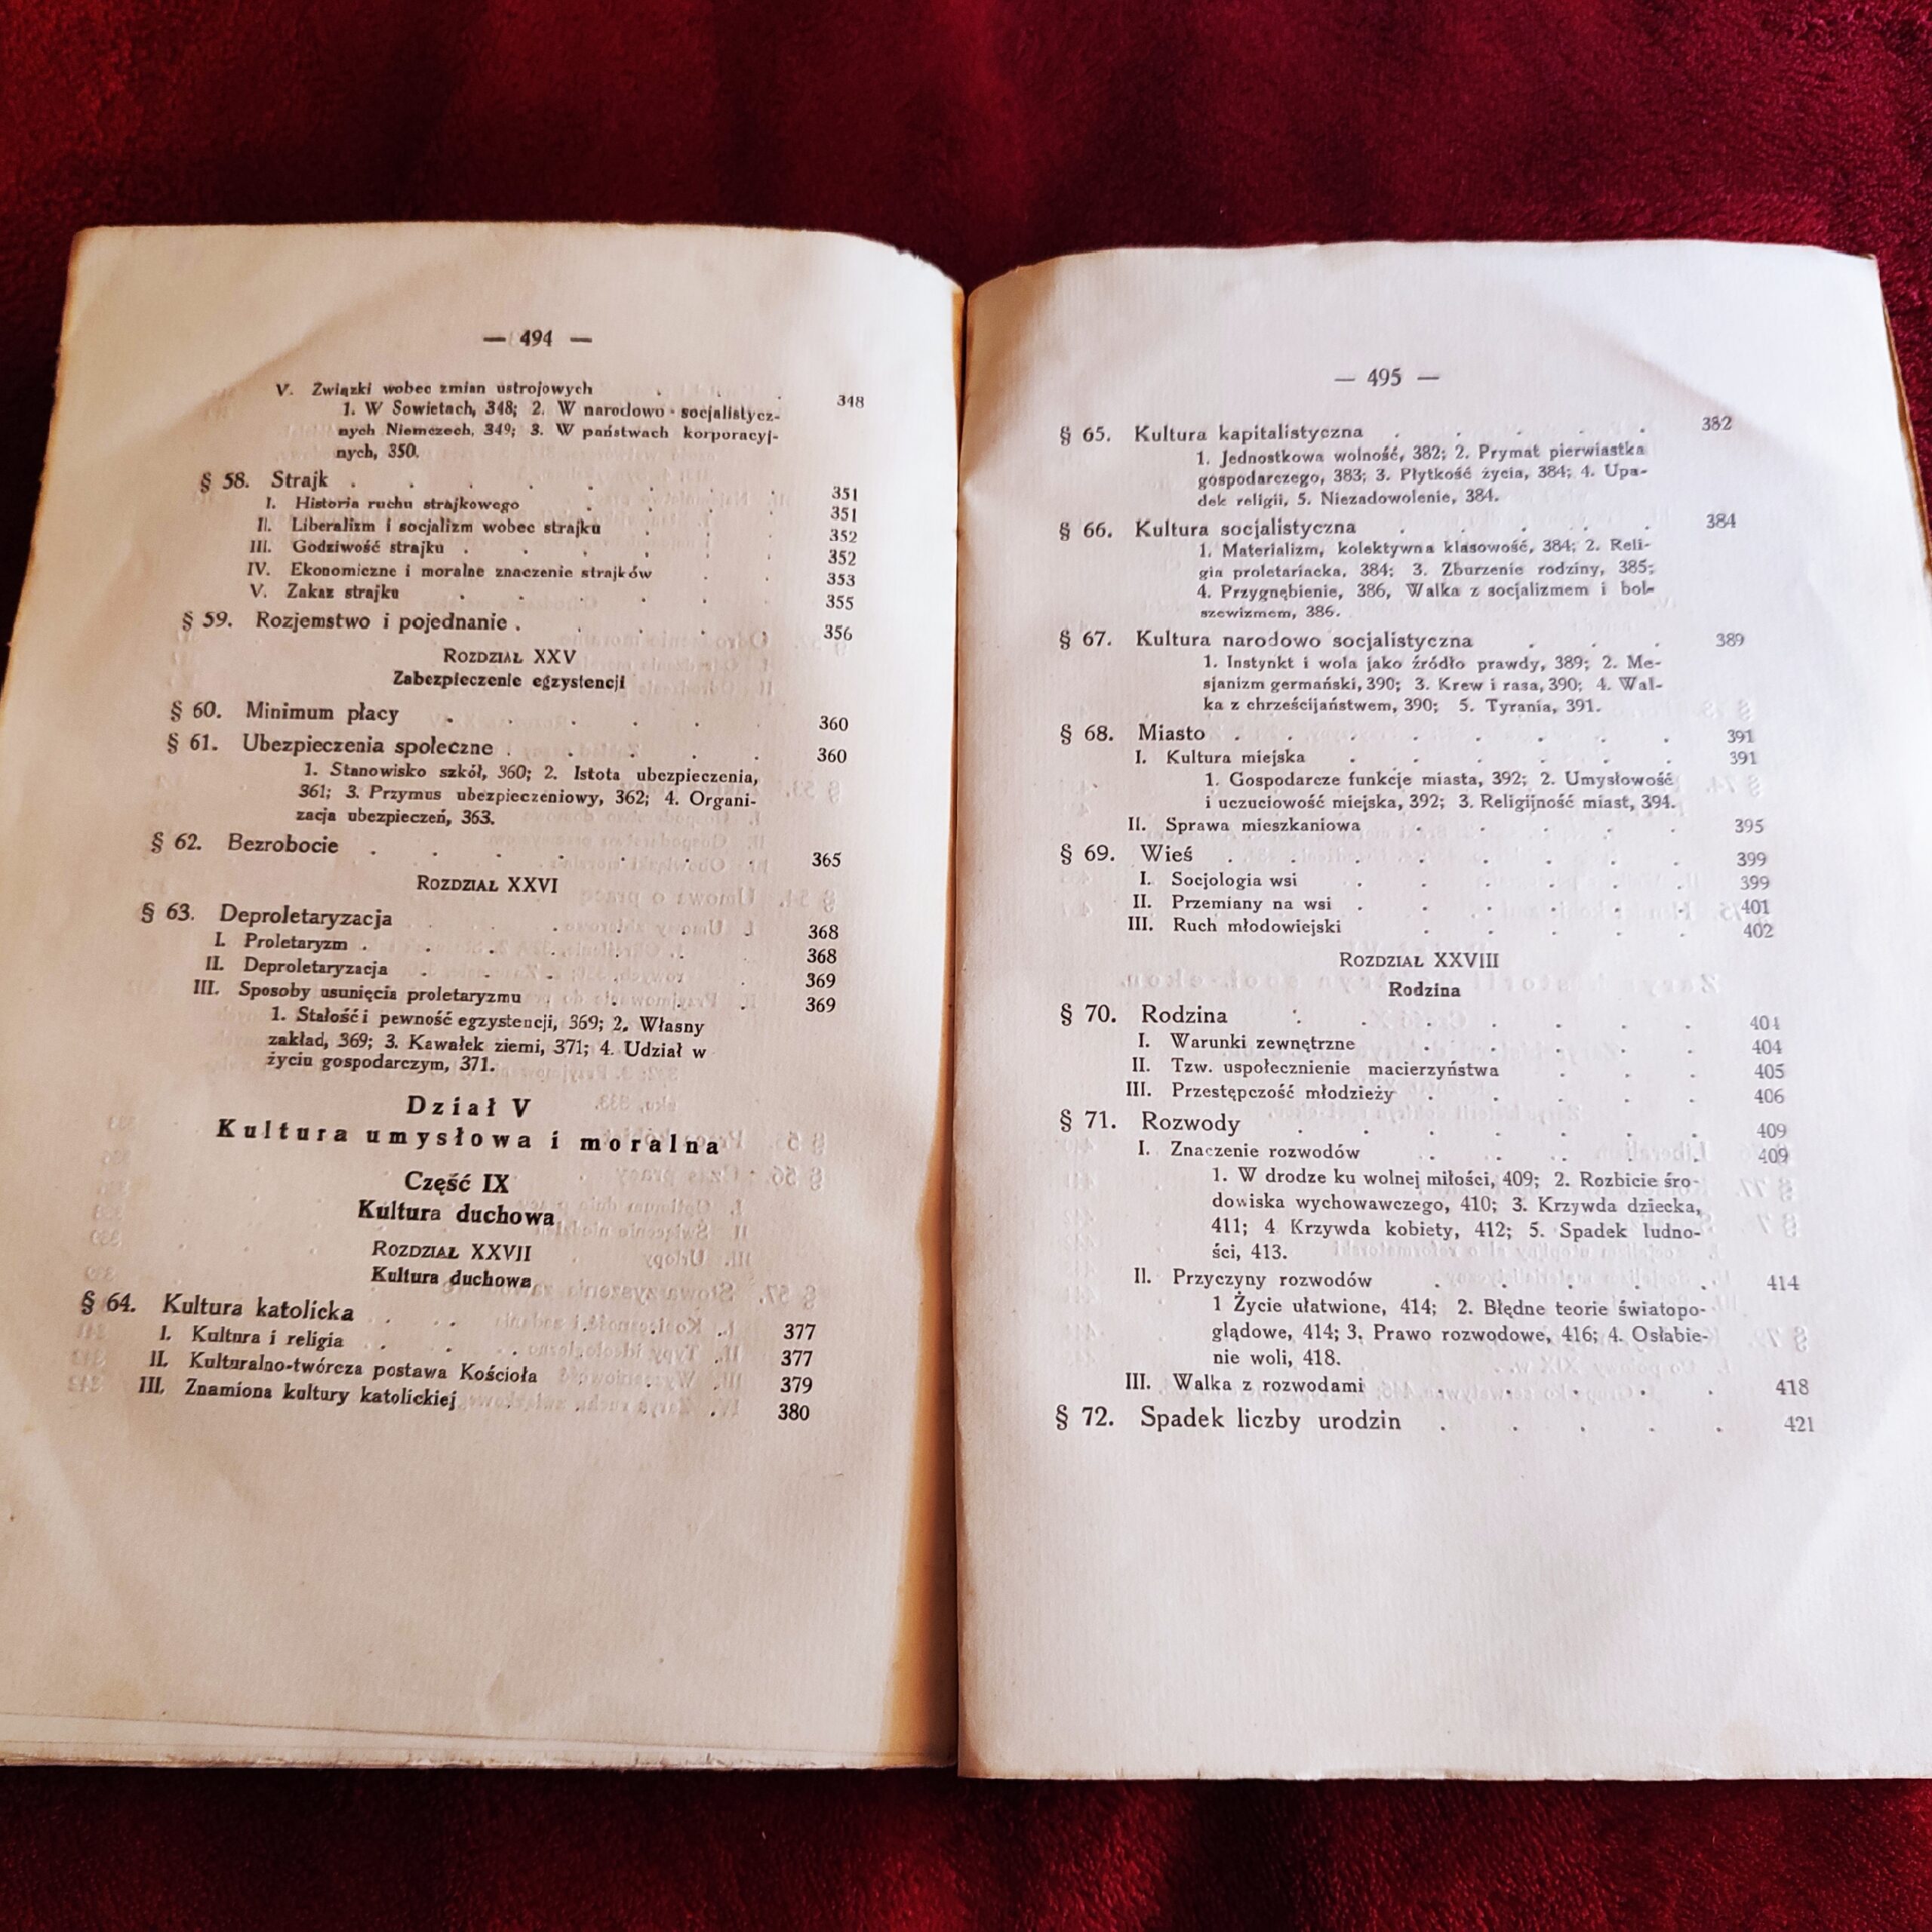 — 494 —
V. Związki wobec zmian ustrojowych . . . 348
1. W Sowietach, 348; 2. W narodowo-socjalistycz-
nych Niemczech, 349; 3. W państwach korporacyj-
nych, 350.
§ 58. Strajk . . . . . . . 351
I. Historia ruchu strajkowego . . . 351
II. Liberalizm i socjalizm wobec strajku . . 352
III. Godziwość strajku . . . . . 352
IV. Ekonomiczne i moralne znaczenie strajków . . 353
V. Zakaz strajku . . . . . 355
§ 59. Rozjemstwo i pojednanie . . . . . 356
ROZDZIAŁ XXV
Zabezpieczenie egzystencji
§ 60. Minimum płacy . . . . . 360
§ 61. Ubezpieczenia społeczne . . . . . 360
1. Stanowisko szkół, 360; 2. Istota ubezpieczenia,
361; 3. Przymus ubezpieczeniowy, 362; 4. Organi-
zacja ubezpieczeń, 363.
§ 62. Bezrobocie . . . . . . . 365
ROZDZIAŁ XXVI
§ 63. Deproletaryzacja . . . . . 368
I. Proletaryzm . . . . . . 368
II. Deproletaryzacja . . . . . 369
III. Sposoby usunięcia proletaryzmu . . . 369
1. Stałość i pewność egzystencji, 369; 2. Własny
zakład, 369; 3. Kawałek ziemi, 371; 4. Udział w
życiu gospodarczym, 371.
Dział V
Kultura umysłowa i moralna
Część IX
Kultura duchowa
ROZDZIAŁ XXVII
Kultura duchowa
§ 64. Kultura katolicka . . . . . 377
I. Kultura i religia . . . . . 377
II. Kulturalno-twórcza postawa Kościoła . . . 379
III. Znamiona kultury katolickiej . . . . 380
— 495 —
§ 65. Kultura kapitalistyczna . . . . . 382
1. Jednostkowa wolność, 382; 2. Prymat pierwiastka
gospodarczego, 383; 3. Płytkość życia, 384; 4. Upa-
dek religii, 5. Niezadowolenie, 384.
§ 66. Kultura socjalistyczna . . . . . 384
1. Materializm, kolektywna klasowość, 384; 2. Reli-
gia proletariacka, 384; 3. Zburzenie rodziny, 385;
4. Przygnębienie, 386, Walka z socjalizmem i bol-
szewizmem, 386.
§ 67. Kultura narodowo socjalistyczna . . . 389
1. Instynkt i wola jako źródło prawdy, 389; 2. Me-
sjanizm germański, 390; 3. Krew i rasa, 390; 4. Wal-
ka z chrześcijaństwem, 390; 5. Tyrania, 391.
§ 68. Miasto . . . . . . . . 391
I. Kultura miejska . . . . . . 391
1. Gospodarcze funkcje miasta, 392; 2. Umysłowość
i uczuciowość miejska, 392; 3. Religijność miast, 394.
II. Sprawa mieszkaniowa . . . . . 395
§ 69. Wieś . . . . . . . . 399
I. Socjologia wsi . . . . . . 399
II. Przemiany na wsi . . . . . . 401
III. Ruch młodowiejski . . . . . 402
ROZDZIAŁ XXVIII
Rodzina
§ 70. Rodzina . . . . . . . 404
I. Warunki zewnętrzne . . . . . 404
II. Tzw. uspołecznienie macierzyństwa . . . 405
III. Przestępczość młodzieży . . . . . 406
§ 71. Rozwody . . . . . . . 409
I. Znaczenie rozwodów . . . . . 409
1. W drodze ku wolnej miłości, 409; 2. Rozbicie śro-
dowiska wychowawczego, 410; 3. Krzywda dziecka,
411; 4 Krzywda kobiety, 412; 5. Spadek ludno-
ści, 413.
II. Przyczyny rozwodów . . . . . 414
1 Życie ułatwione, 414; 2. Błędne teorie światopo-
glądowe, 414; 3. Prawo rozwodowe, 416; 4. Osłabie-
nie woli, 418.
III. Walka z rozwodami . . . . . 418
§ 72. Spadek liczby urodzin . . . . . 421